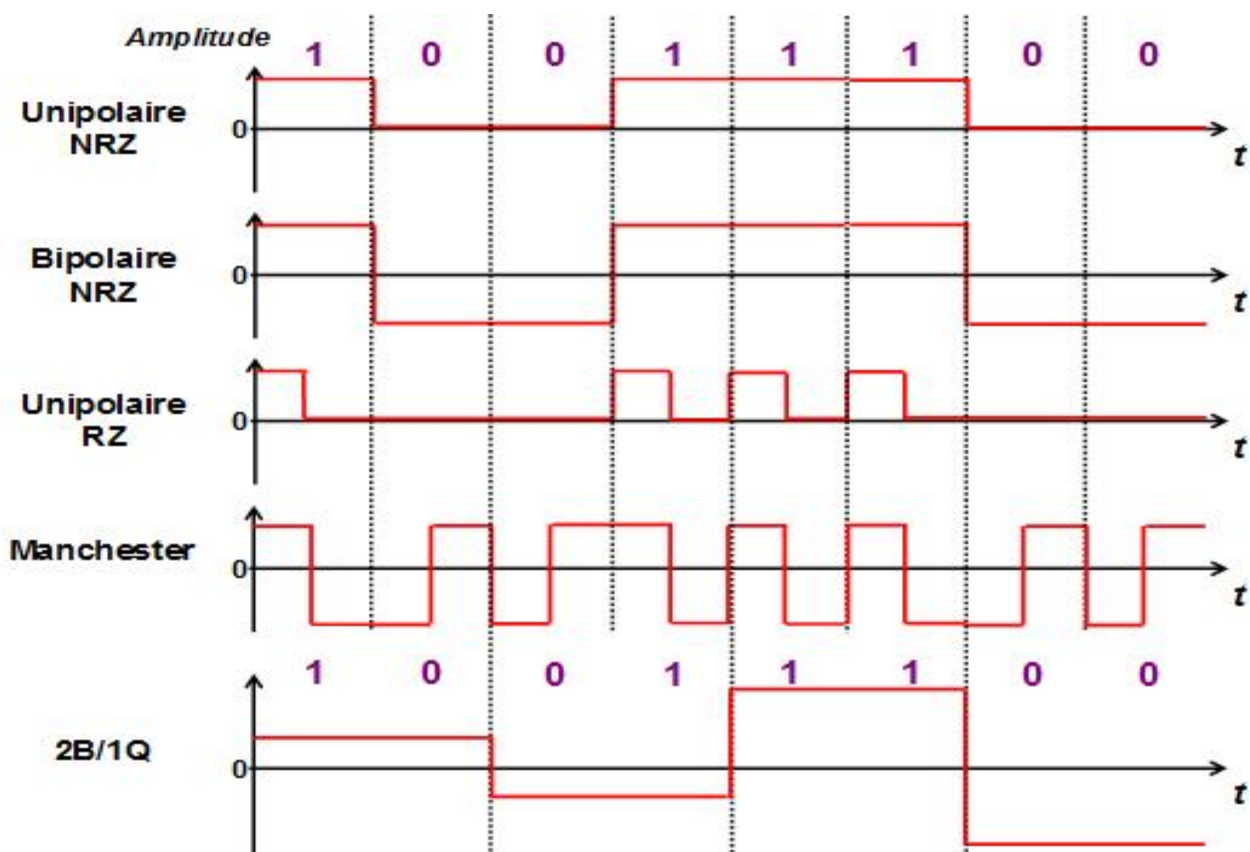 Amplitude
1 0 0 1 1 1 0 0
Unipolaire
NRZ
0
t
Bipolaire
NRZ
0
t
Unipolaire
RZ
0
t
Manchester
0
1 0 0 1 1 1 0 0
2B/1Q
0
t